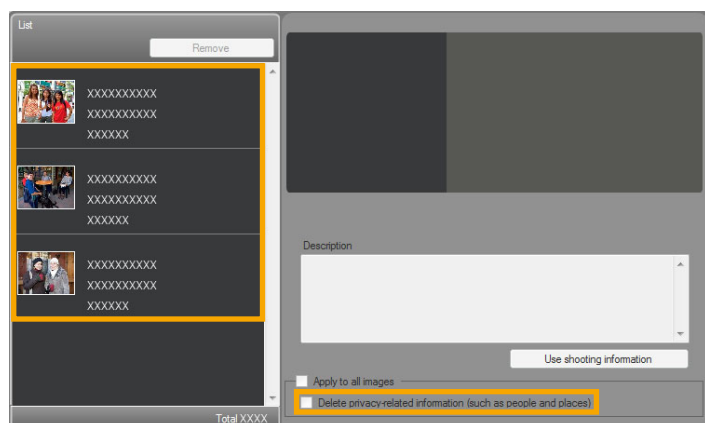 List
Remove
XXXXXXXXXX
XXXXXXXXXX
XXXXXX
XXXXXXXXXX
XXXXXXXXXX
XXXXXX
XXXXXXXXXX
XXXXXXXXXX
XXXXXX
Total XXXX
Description
Use shooting information
Apply to all images
Delete privacy-related information (such as people and places)